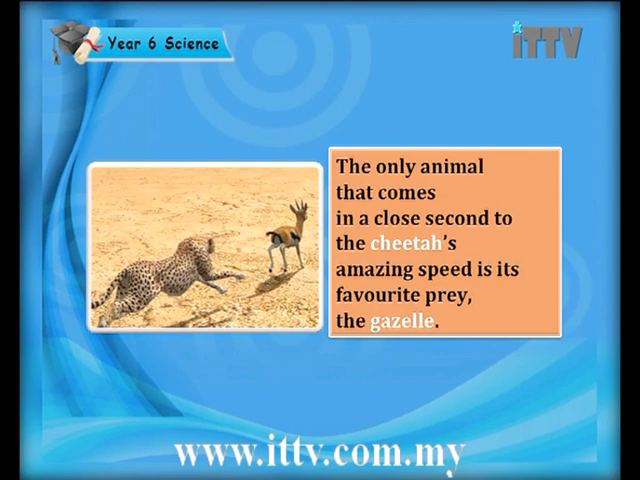 Year 6 Science
iTTV
The only animal
that comes
in a close second to
the cheetah's
amazing speed is its
favourite prey,
the gazelle.
www.ittv.com.my